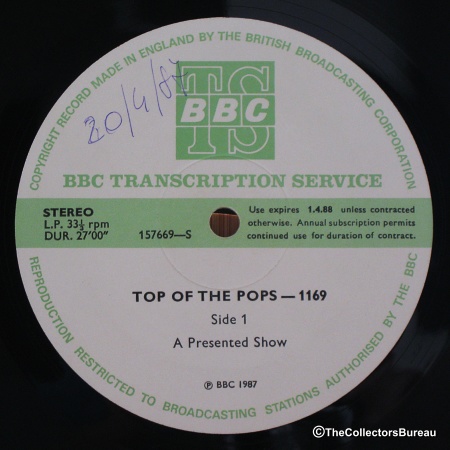 COPYRIGHT RECORD MADE IN ENGLAND BY THE BRITISH BROADCASTING CORPORATION
20/4/87
TS
BBC
BBC TRANSCRIPTION SERVICE
STEREO
L.P. 33⅓ rpm
DUR. 27'00"
157669—S
Use expires 1.4.88 unless contracted
otherwise. Annual subscription permits
continued use for duration of contract.
TOP OF THE POPS — 1169
Side 1
A Presented Show
Ⓟ BBC 1987
REPRODUCTION RESTRICTED TO BROADCASTING STATIONS AUTHORISED BY THE BBC
©TheCollectorsBureau